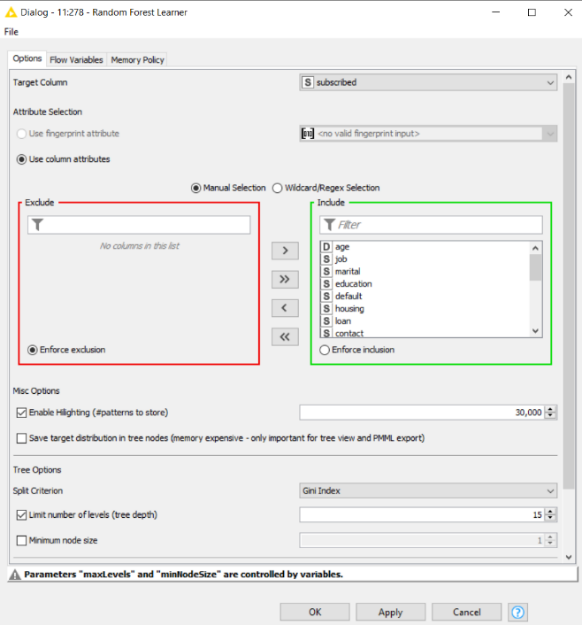 Dialog - 11:278 - Random Forest Learner
File
Options Flow Variables Memory Policy
Target Column S subscribed
Attribute Selection
Use fingerprint attribute <no valid fingerprint input>
Use column attributes
Manual Selection Wildcard/Regex Selection
Exclude Include
Filter
No columns in this list
D age
S job
S marital
S education
S default
S housing
S loan
S contact
Enforce exclusion Enforce inclusion
Misc Options
Enable Hilighting (#patterns to store) 30,000
Save target distribution in tree nodes (memory expensive - only important for tree view and PMML export)
Tree Options
Split Criterion Gini Index
Limit number of levels (tree depth) 15
Minimum node size 1
Parameters "maxLevels" and "minNodeSize" are controlled by variables.
OK Apply Cancel ?